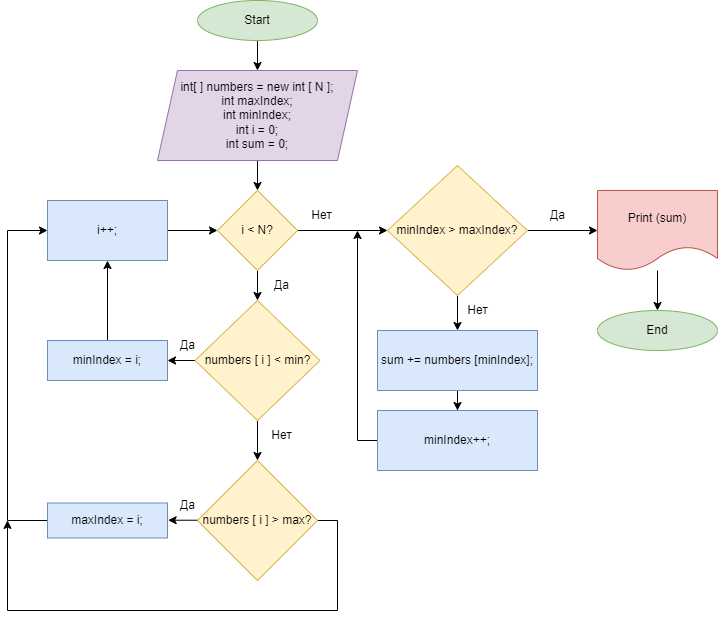 Start
int[ ] numbers = new int [ N ];
int maxIndex;
int minIndex;
int i = 0;
int sum = 0;
i++;
i < N?
Нет
minIndex > maxIndex?
Да
Print (sum)
Да
Нет
End
minIndex = i;
Да
numbers [ i ] < min?
sum += numbers [minIndex];
Нет
minIndex++;
maxIndex = i;
Да
numbers [ i ] > max?